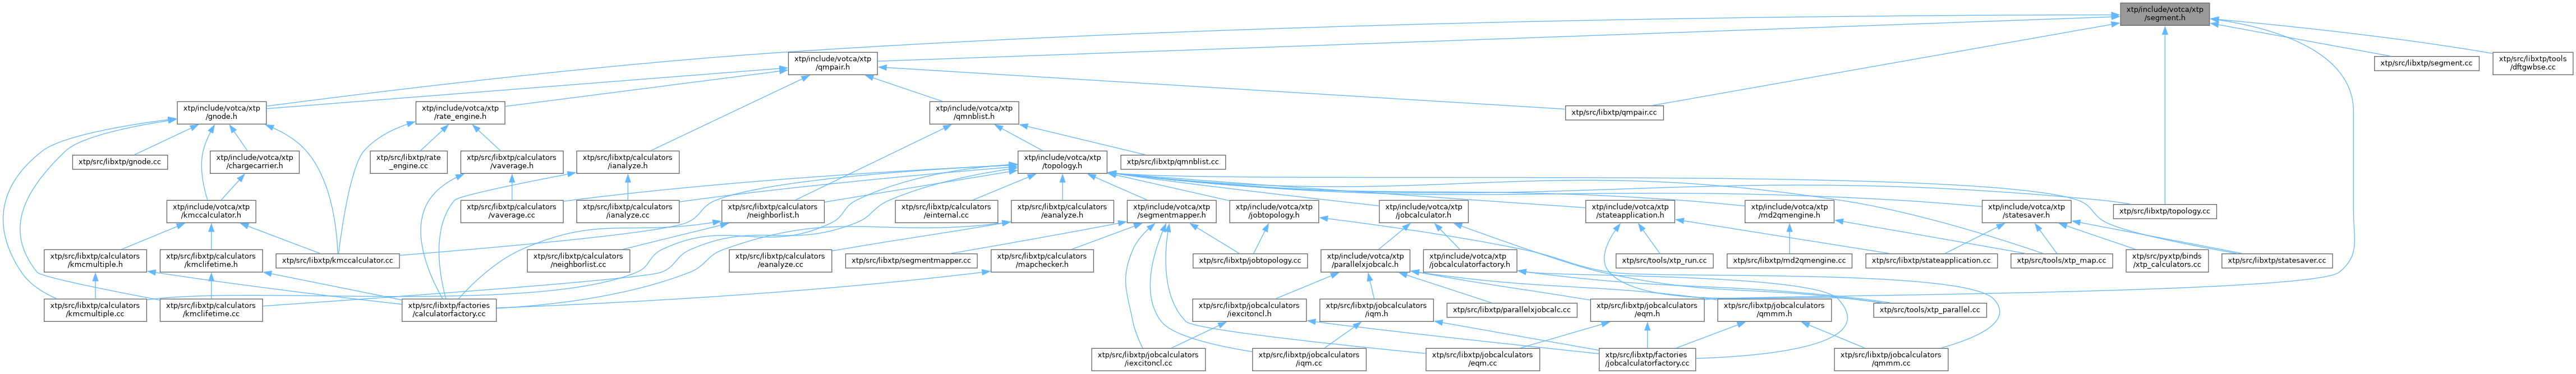 xtp/include/votca/xtp
/segment.h
xtp/include/votca/xtp
/qmpair.h
xtp/src/libxtp/segment.cc
xtp/src/libxtp/tools
/dftgwbse.cc
xtp/include/votca/xtp
/gnode.h
xtp/include/votca/xtp
/rate_engine.h
xtp/include/votca/xtp
/qmnblist.h
xtp/src/libxtp/qmpair.cc
xtp/src/libxtp/gnode.cc
xtp/include/votca/xtp
/chargecarrier.h
xtp/src/libxtp/rate
_engine.cc
xtp/src/libxtp/calculators
/vaverage.h
xtp/src/libxtp/calculators
/ianalyze.h
xtp/include/votca/xtp
/topology.h
xtp/src/libxtp/qmnblist.cc
xtp/include/votca/xtp
/kmccalculator.h
xtp/src/libxtp/calculators
/vaverage.cc
xtp/src/libxtp/calculators
/ianalyze.cc
xtp/src/libxtp/calculators
/neighborlist.h
xtp/src/libxtp/calculators
/einternal.cc
xtp/src/libxtp/calculators
/eanalyze.h
xtp/include/votca/xtp
/segmentmapper.h
xtp/include/votca/xtp
/jobtopology.h
xtp/include/votca/xtp
/jobcalculator.h
xtp/include/votca/xtp
/stateapplication.h
xtp/include/votca/xtp
/md2qmengine.h
xtp/include/votca/xtp
/statesaver.h
xtp/src/libxtp/topology.cc
xtp/src/libxtp/calculators
/kmcmultiple.h
xtp/src/libxtp/calculators
/kmclifetime.h
xtp/src/libxtp/kmccalculator.cc
xtp/src/libxtp/calculators
/neighborlist.cc
xtp/src/libxtp/calculators
/eanalyze.cc
xtp/src/libxtp/segmentmapper.cc
xtp/src/libxtp/calculators
/mapchecker.h
xtp/src/libxtp/jobtopology.cc
xtp/include/votca/xtp
/parallelxjobcalc.h
xtp/include/votca/xtp
/jobcalculatorfactory.h
xtp/src/tools/xtp_run.cc
xtp/src/libxtp/md2qmengine.cc
xtp/src/libxtp/stateapplication.cc
xtp/src/tools/xtp_map.cc
xtp/src/pyxtp/binds
/xtp_calculators.cc
xtp/src/libxtp/statesaver.cc
xtp/src/libxtp/calculators
/kmcmultiple.cc
xtp/src/libxtp/calculators
/kmclifetime.cc
xtp/src/libxtp/factories
/calculatorfactory.cc
xtp/src/libxtp/jobcalculators
/iexcitoncl.h
xtp/src/libxtp/jobcalculators
/iqm.h
xtp/src/libxtp/parallelxjobcalc.cc
xtp/src/libxtp/jobcalculators
/eqm.h
xtp/src/libxtp/jobcalculators
/qmmm.h
xtp/src/tools/xtp_parallel.cc
xtp/src/libxtp/jobcalculators
/iexcitoncl.cc
xtp/src/libxtp/jobcalculators
/iqm.cc
xtp/src/libxtp/jobcalculators
/eqm.cc
xtp/src/libxtp/factories
/jobcalculatorfactory.cc
xtp/src/libxtp/jobcalculators
/qmmm.cc